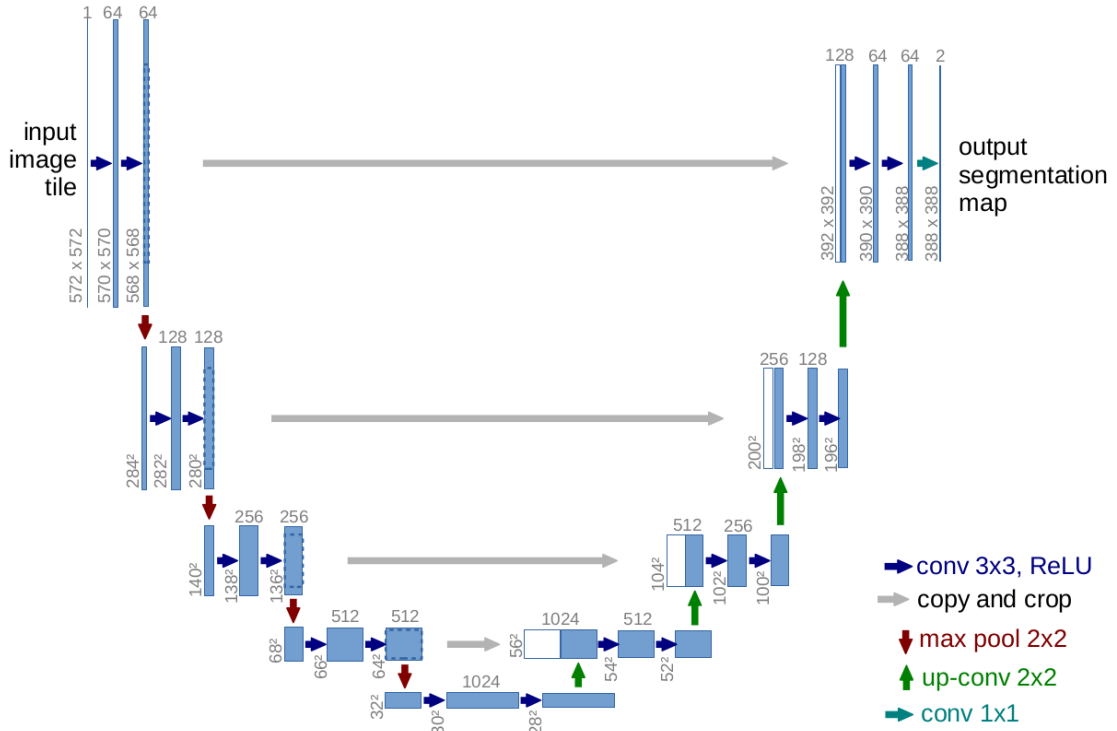 1 64 64
128 64 64 2
input
image
tile
output
segmentation
map
572 x 572
570 x 570
568 x 568
392 x 392
390 x 390
388 x 388
388 x 388
128 128
256 128
284²
282²
280²
200²
198²
196²
256 256
512 256
140²
138²
136²
104²
102²
100²
512 512
1024 512
68²
66²
64²
56²
54²
52²
1024
32²
30²
28²
conv 3x3, ReLU
copy and crop
max pool 2x2
up-conv 2x2
conv 1x1